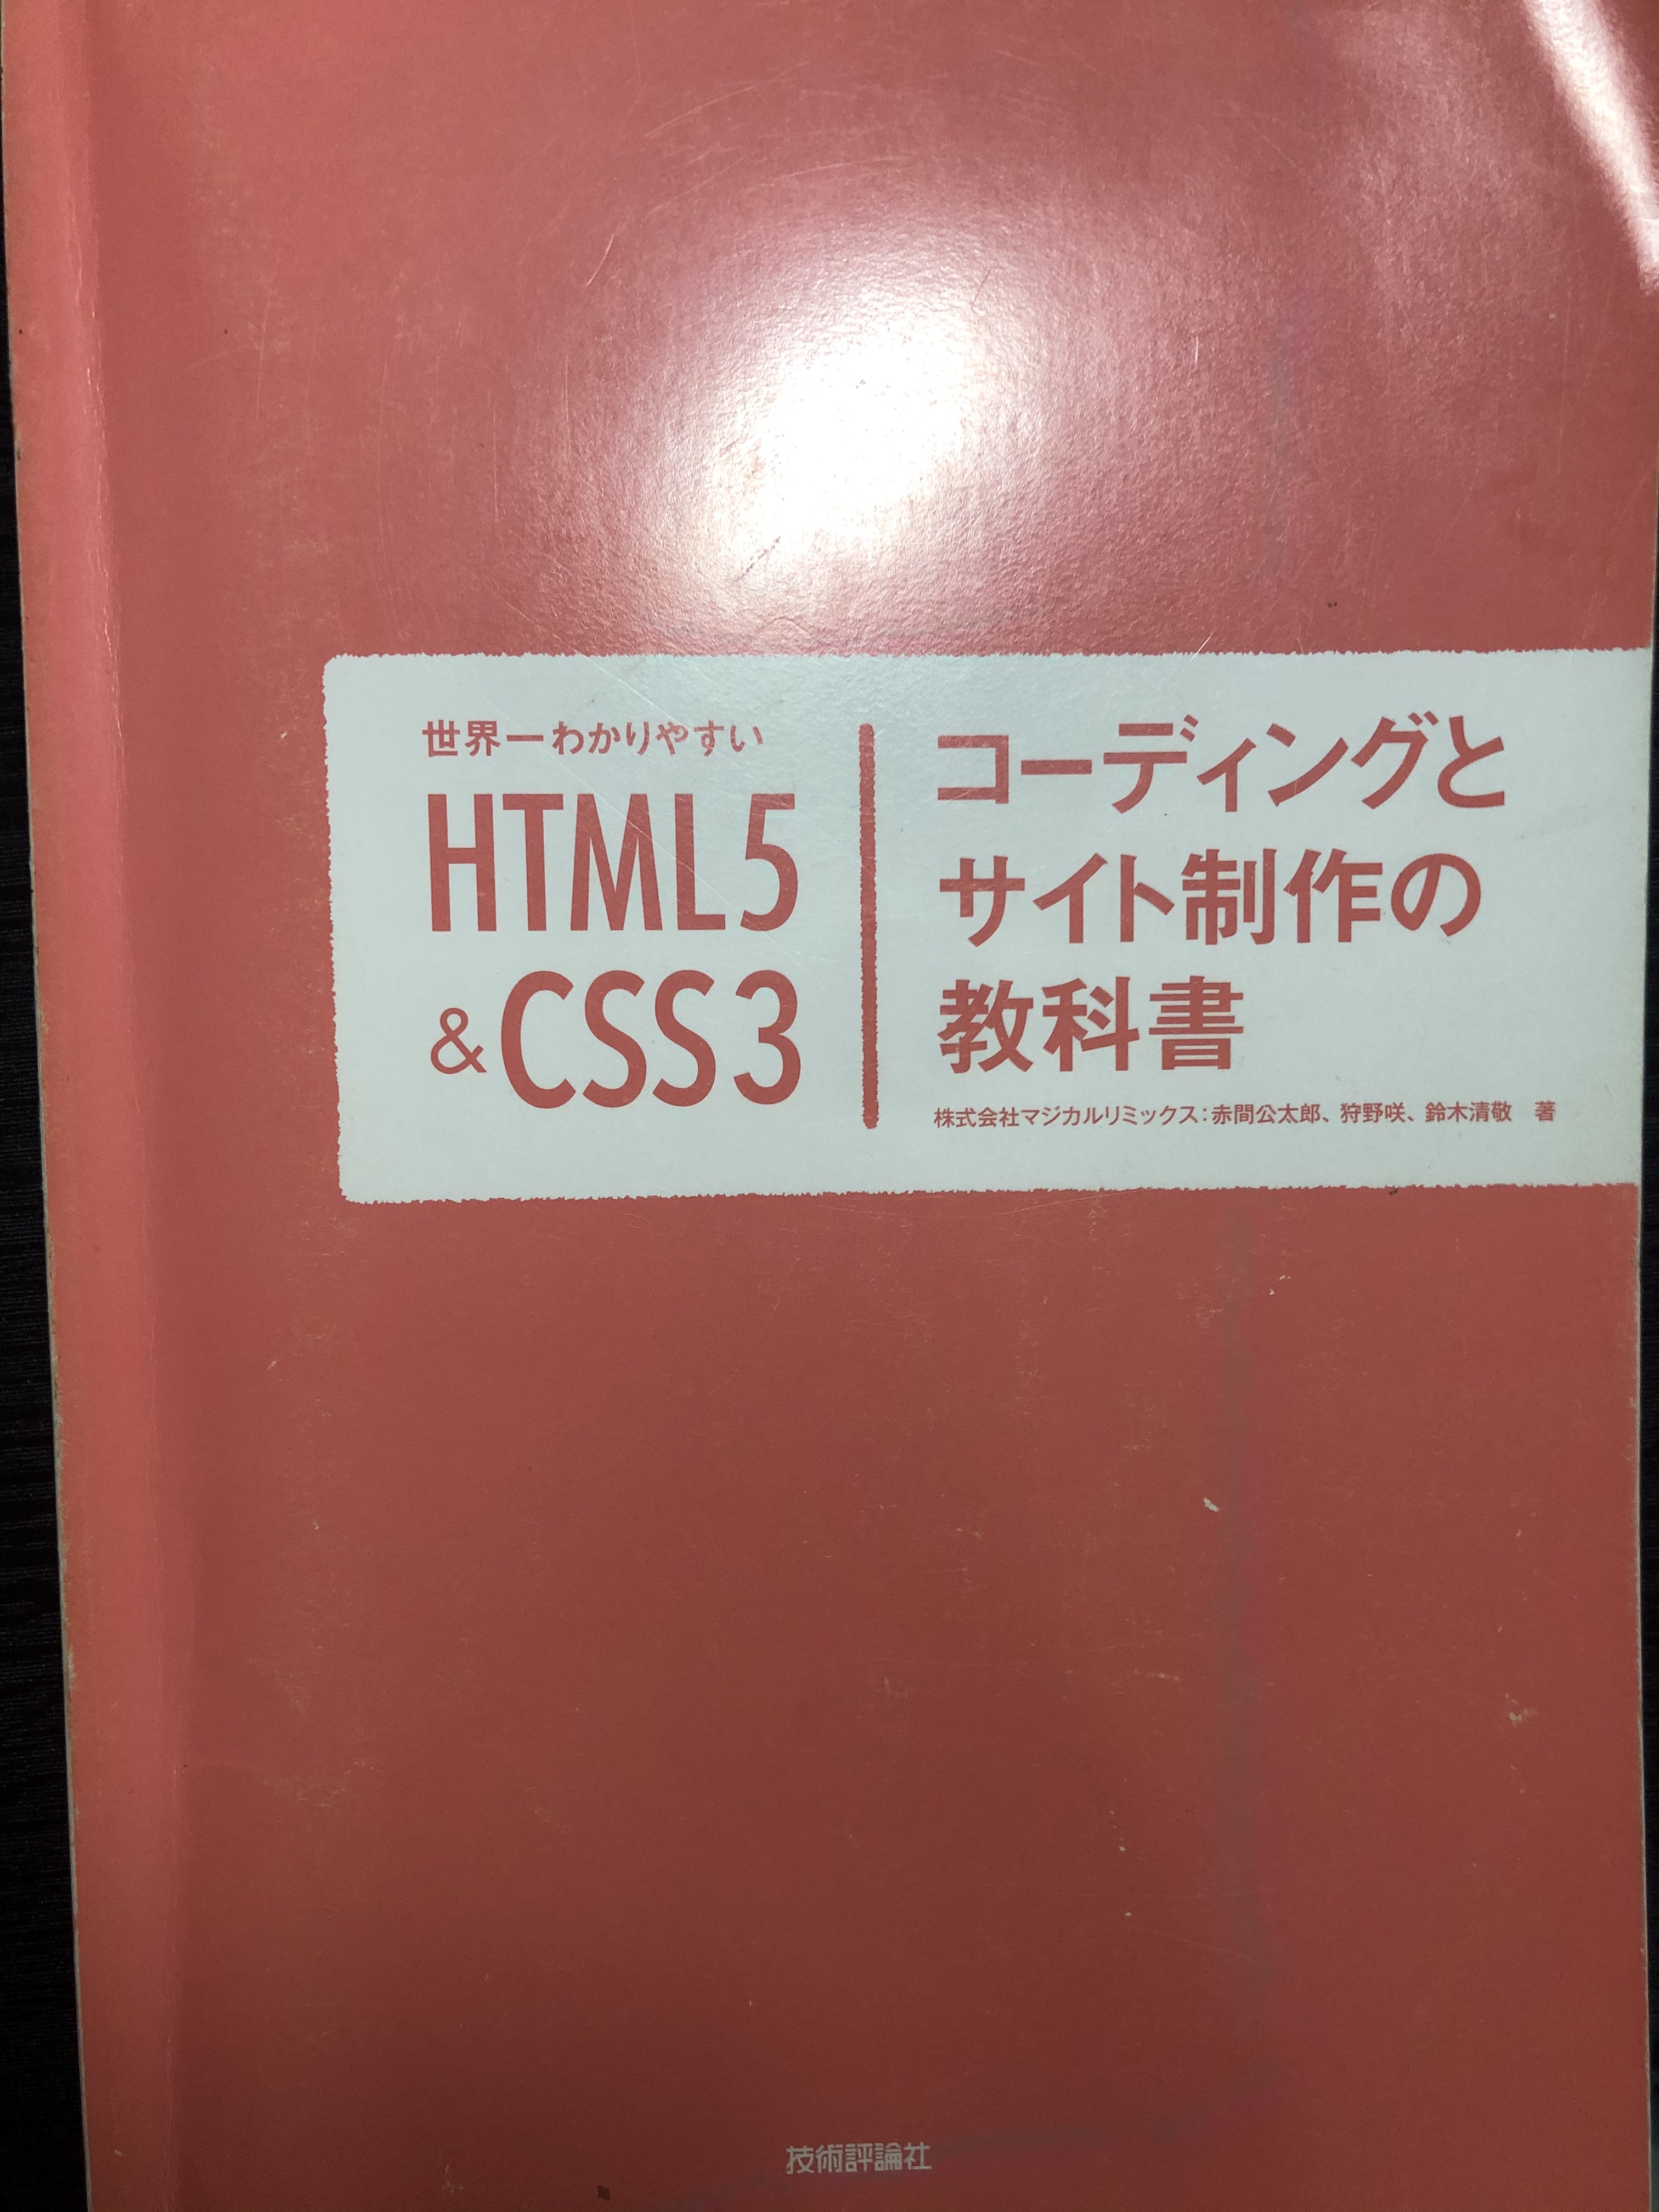 世界一わかりやすい
HTML5
&CSS3
コーディングと
サイト制作の
教科書
株式会社マジカルリミックス：赤間公太郎、狩野咲、鈴木清敬 著
技術評論社